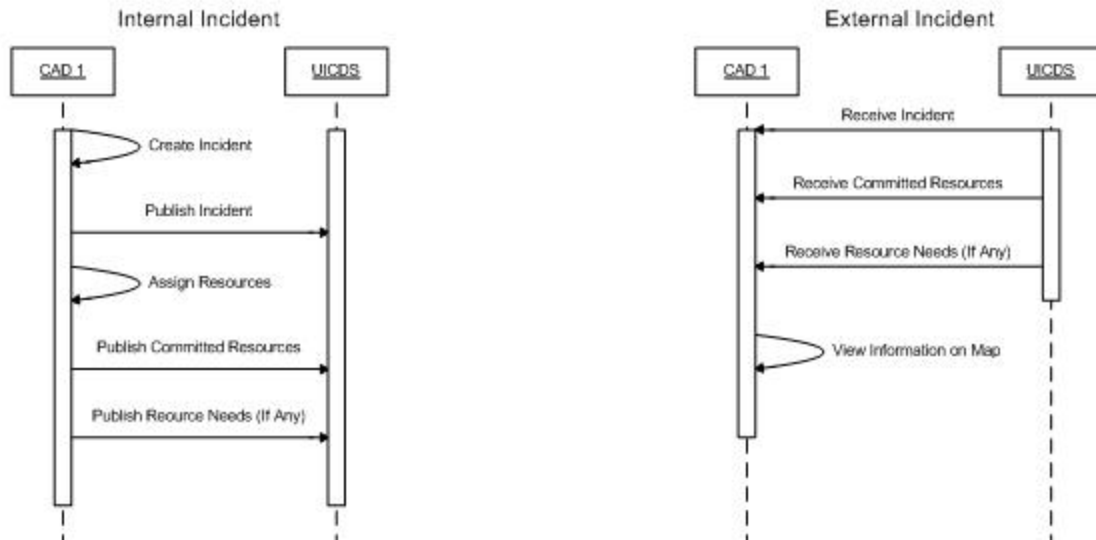 Internal Incident
CAD 1
UICDS
Create Incident
Publish Incident
Assign Resources
Publish Committed Resources
Publish Reource Needs (If Any)
External Incident
CAD 1
UICDS
Receive Incident
Receive Committed Resources
Receive Resource Needs (If Any)
View Information on Map